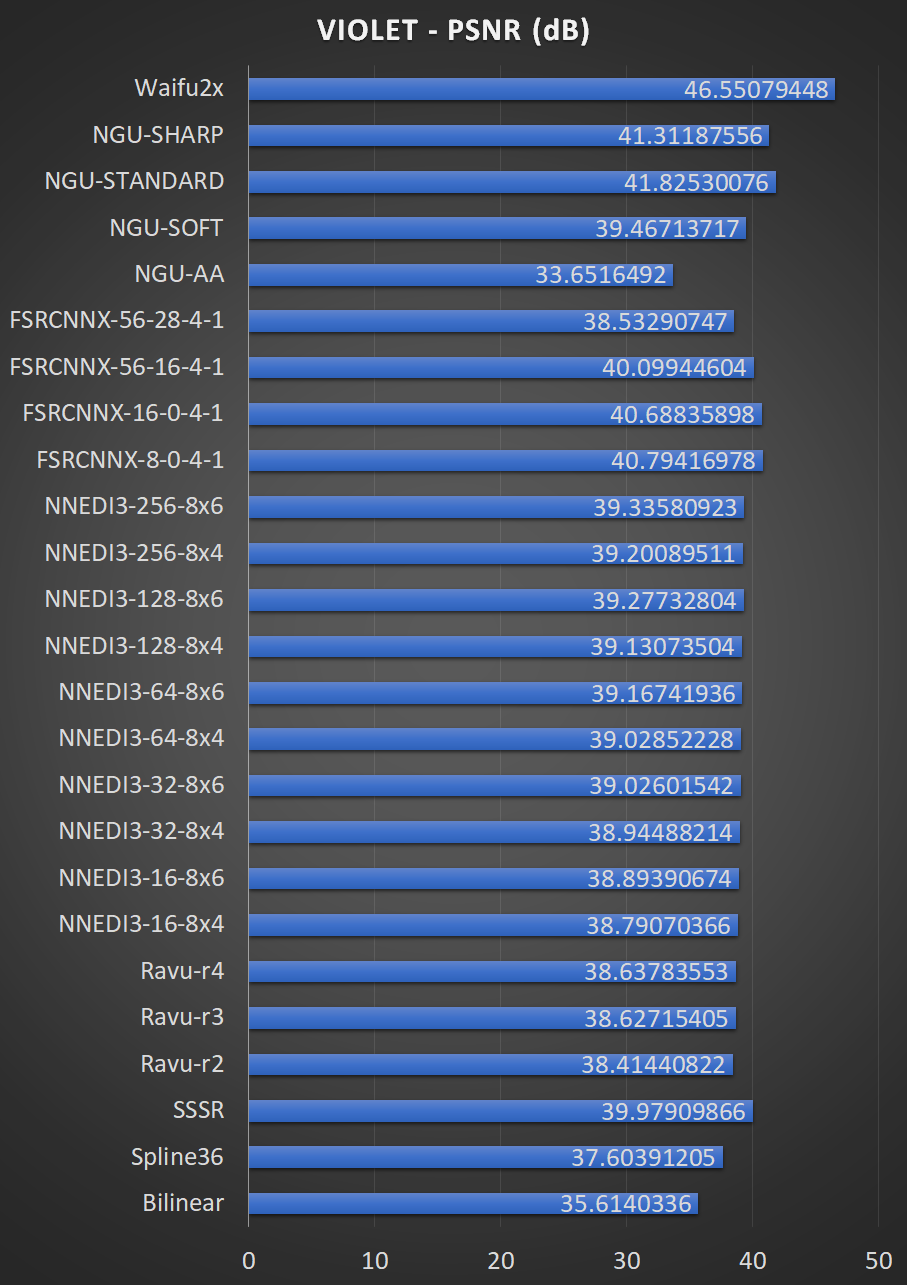 VIOLET - PSNR (dB)
Waifu2x 46.55079448
NGU-SHARP 41.31187556
NGU-STANDARD 41.82530076
NGU-SOFT 39.46713717
NGU-AA 33.6516492
FSRCNNX-56-28-4-1 38.53290747
FSRCNNX-56-16-4-1 40.09944604
FSRCNNX-16-0-4-1 40.68835898
FSRCNNX-8-0-4-1 40.79416978
NNEDI3-256-8x6 39.33580923
NNEDI3-256-8x4 39.20089511
NNEDI3-128-8x6 39.27732804
NNEDI3-128-8x4 39.13073504
NNEDI3-64-8x6 39.16741936
NNEDI3-64-8x4 39.02852228
NNEDI3-32-8x6 39.02601542
NNEDI3-32-8x4 38.94488214
NNEDI3-16-8x6 38.89390674
NNEDI3-16-8x4 38.79070366
Ravu-r4 38.63783553
Ravu-r3 38.62715405
Ravu-r2 38.41440822
SSSR 39.97909866
Spline36 37.60391205
Bilinear 35.6140336
0 10 20 30 40 50